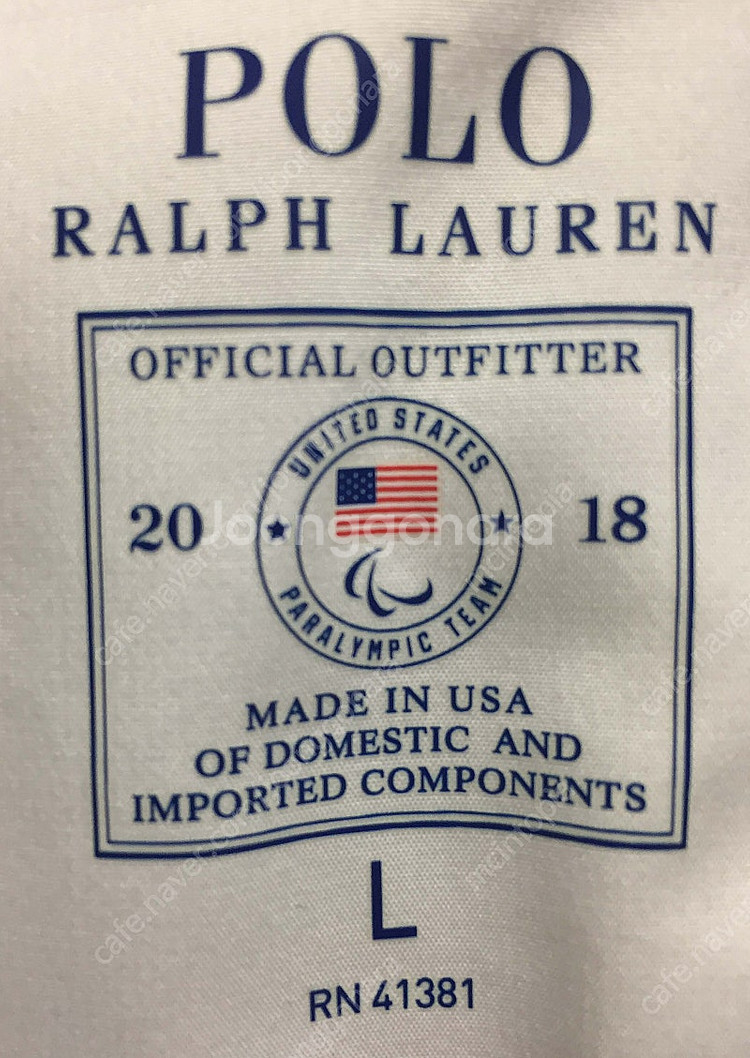 POLO
RALPH LAUREN
OFFICIAL OUTFITTER
UNITED STATES
20 18
Joonggonara
PARALYMPIC TEAM
MADE IN USA
OF DOMESTIC AND
IMPORTED COMPONENTS
L
RN 41381